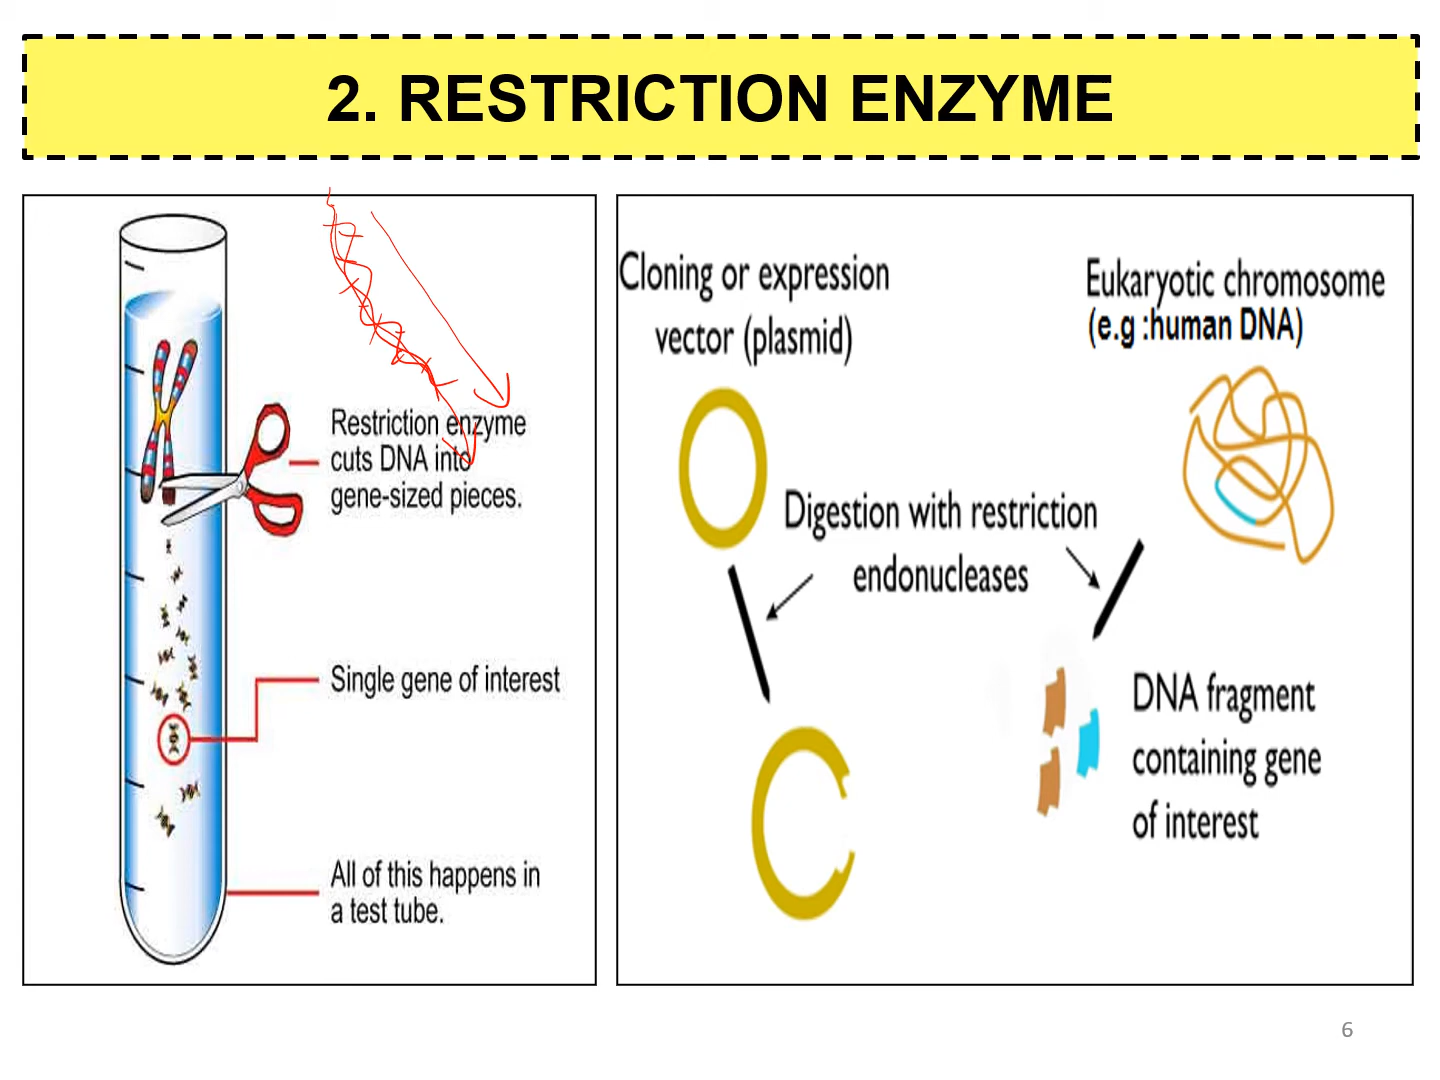 2. RESTRICTION ENZYME
Restriction enzyme
cuts DNA into
gene-sized pieces.
Single gene of interest
All of this happens in
a test tube.
Cloning or expression
vector (plasmid)
Eukaryotic chromosome
(e.g :human DNA)
Digestion with restriction
endonucleases
DNA fragment
containing gene
of interest
6